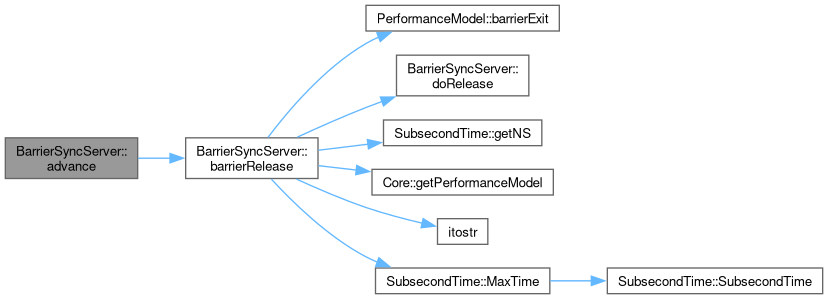 BarrierSyncServer::
advance
BarrierSyncServer::
barrierRelease
PerformanceModel::barrierExit
BarrierSyncServer::
doRelease
SubsecondTime::getNS
Core::getPerformanceModel
itostr
SubsecondTime::MaxTime
SubsecondTime::SubsecondTime